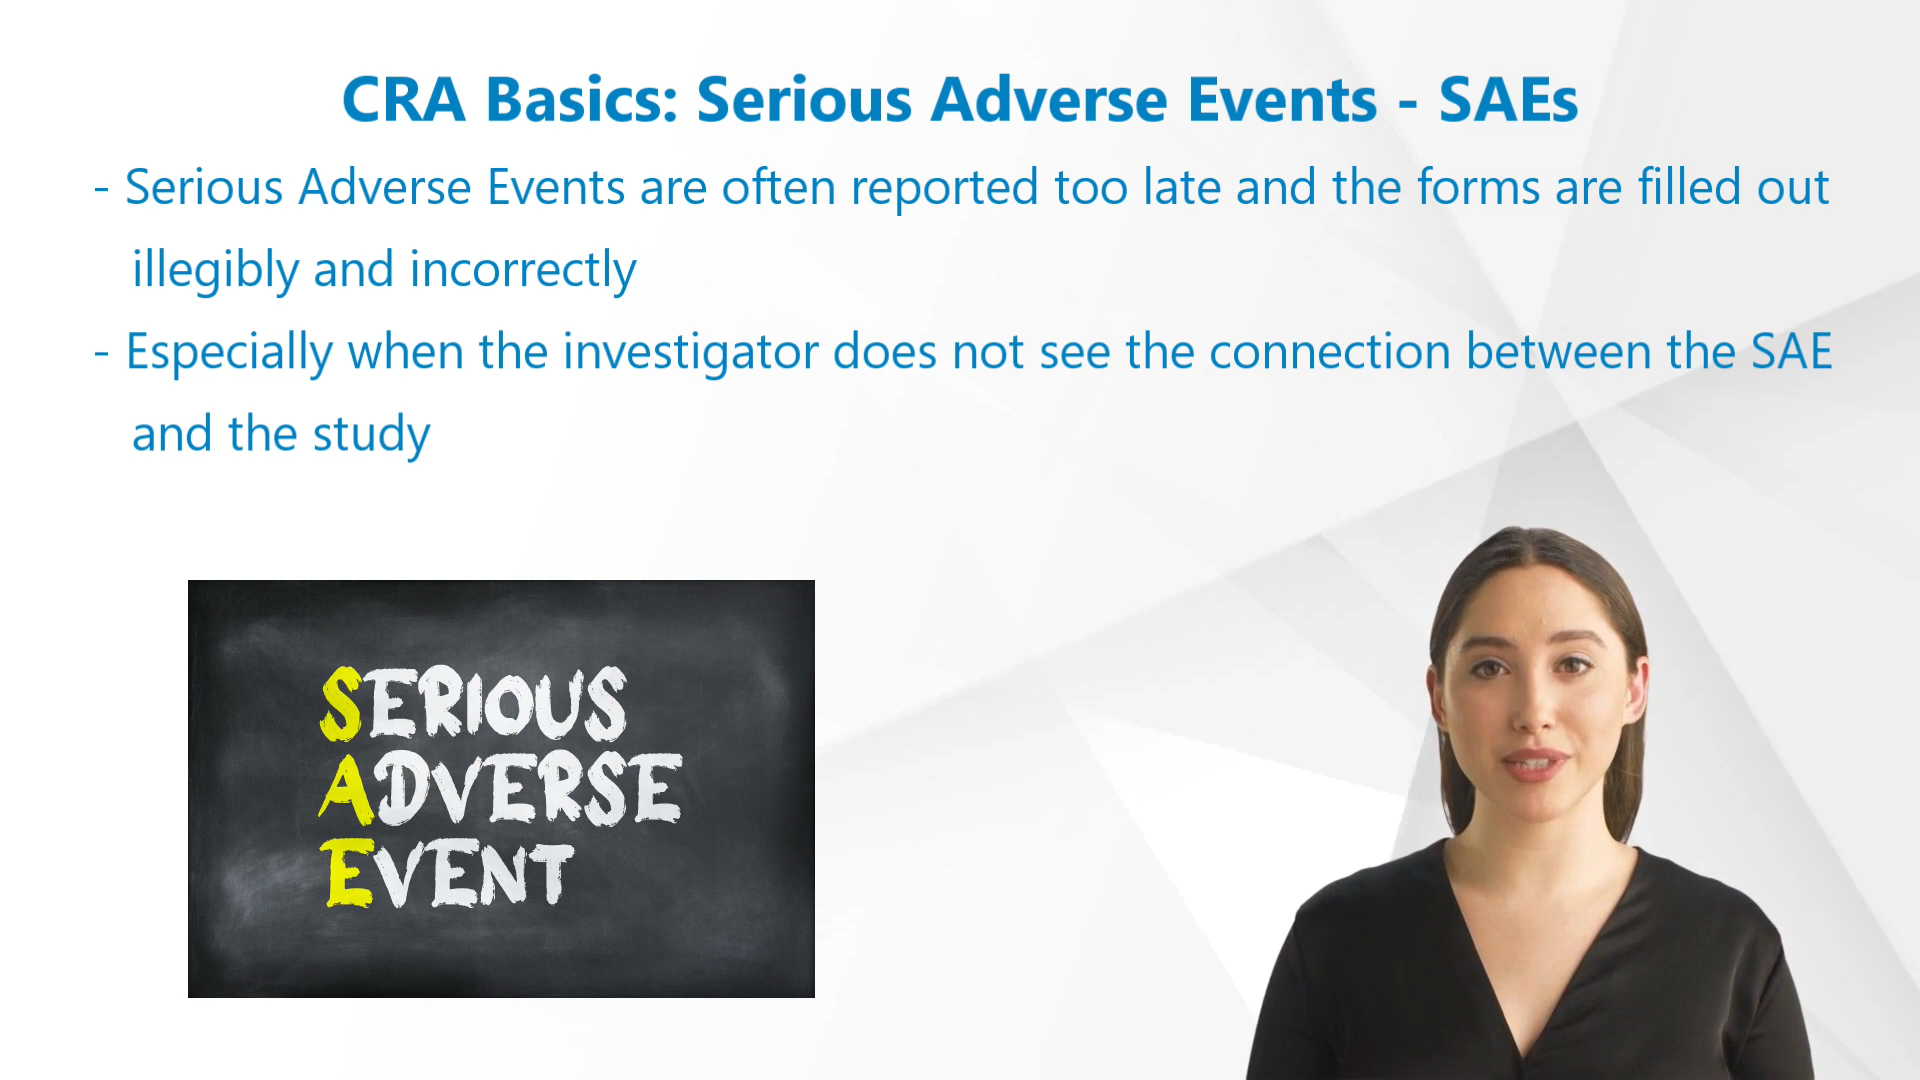 CRA Basics: Serious Adverse Events - SAEs
- Serious Adverse Events are often reported too late and the forms are filled out
illegibly and incorrectly
- Especially when the investigator does not see the connection between the SAE
and the study
SERIOUS
ADVERSE
EVENT